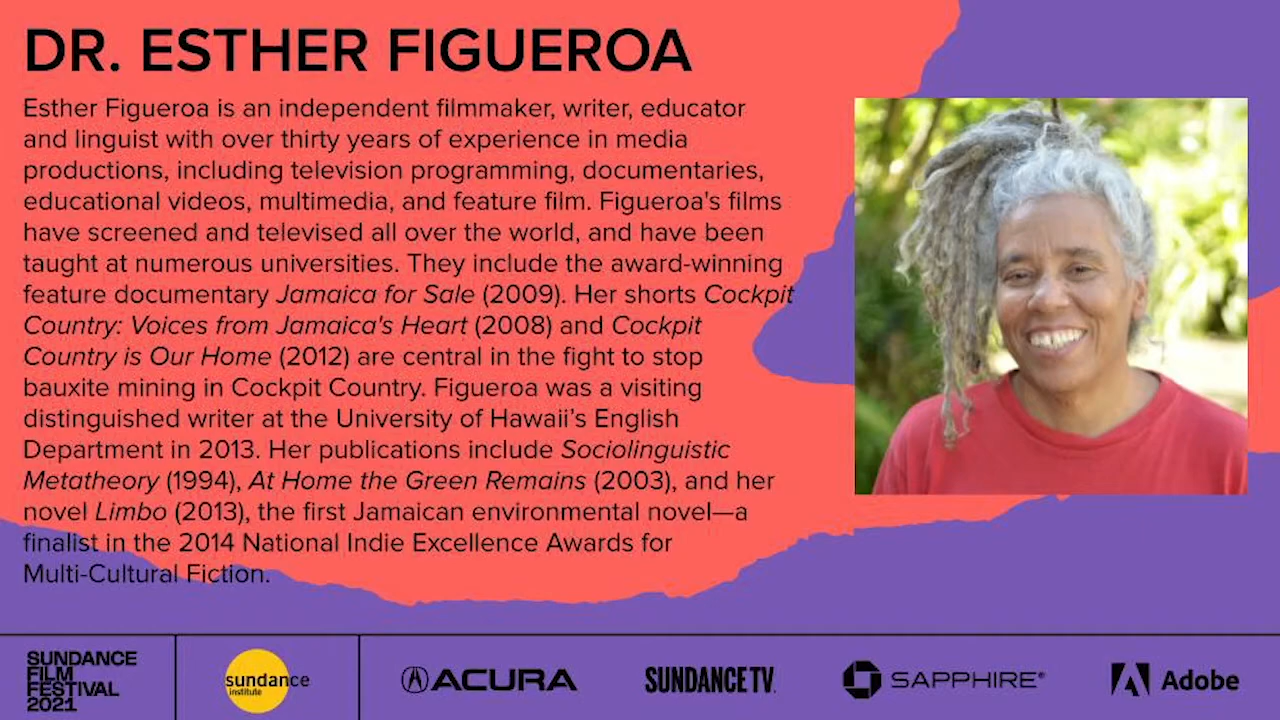 DR. ESTHER FIGUEROA
Esther Figueroa is an independent filmmaker, writer, educator
and linguist with over thirty years of experience in media
productions, including television programming, documentaries,
educational videos, multimedia, and feature film. Figueroa's films
have screened and televised all over the world, and have been
taught at numerous universities. They include the award-winning
feature documentary Jamaica for Sale (2009). Her shorts Cockpit
Country: Voices from Jamaica's Heart (2008) and Cockpit
Country is Our Home (2012) are central in the fight to stop
bauxite mining in Cockpit Country. Figueroa was a visiting
distinguished writer at the University of Hawaii’s English
Department in 2013. Her publications include Sociolinguistic
Metatheory (1994), At Home the Green Remains (2003), and her
novel Limbo (2013), the first Jamaican environmental novel—a
finalist in the 2014 National Indie Excellence Awards for
Multi-Cultural Fiction.
SUNDANCE
FILM
FESTIVAL
2021
sundance
institute
ACURA
SUNDANCE TV
SAPPHIRE®
Adobe